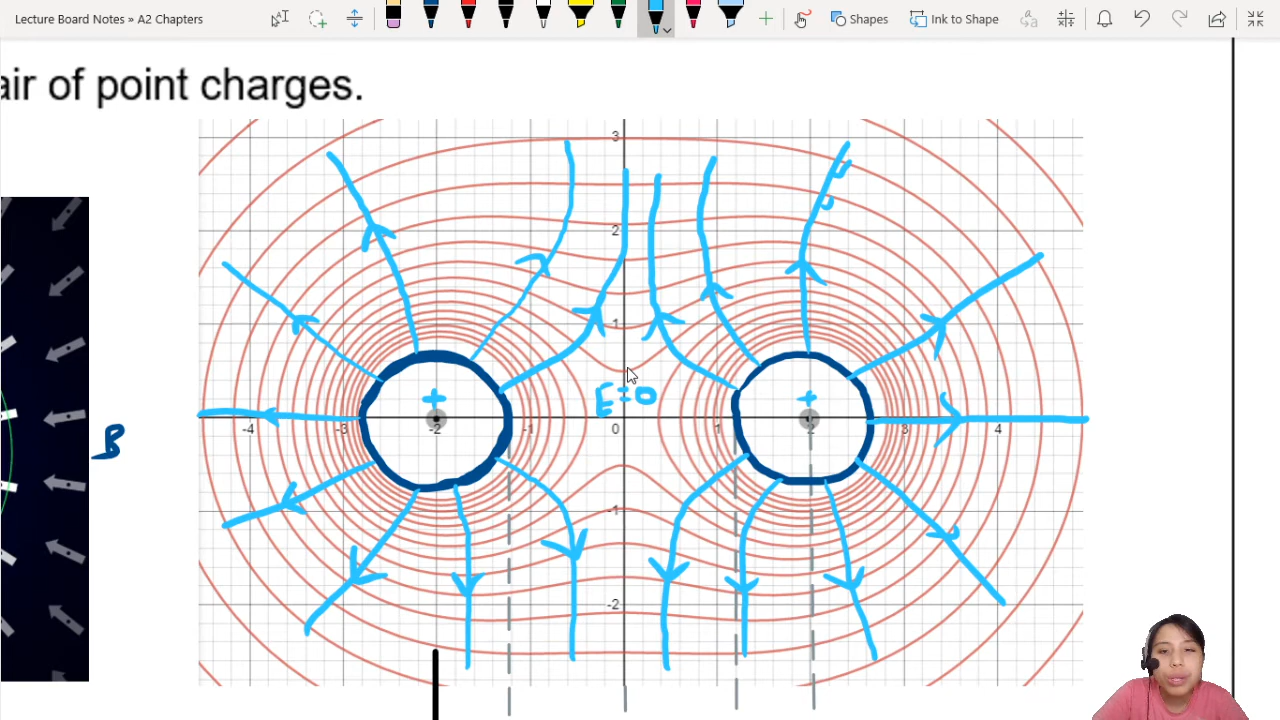 Lecture Board Notes » A2 Chapters
Shapes
Ink to Shape
air of point charges.
3
2
1
+
+
E=0
-4
-3
-2
-1
0
1
2
3
4
B
-1
-2